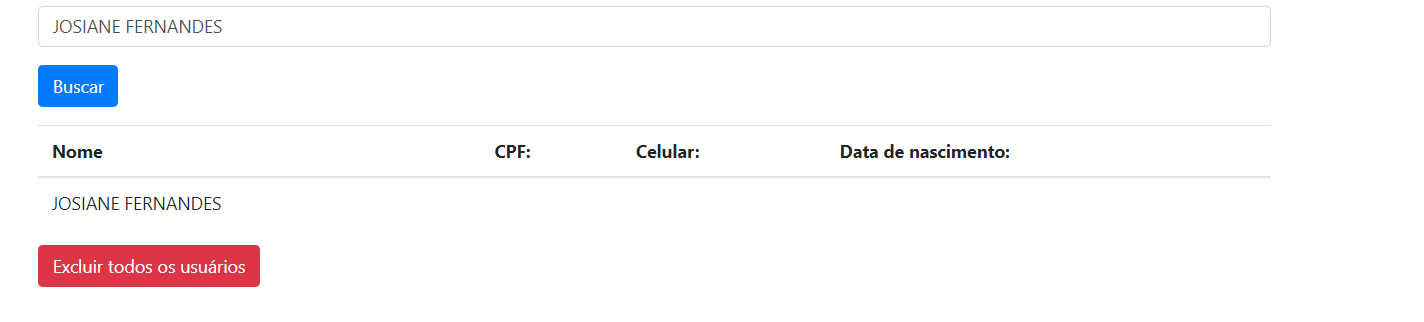 JOSIANE FERNANDES
Buscar
Nome CPF: Celular: Data de nascimento:
JOSIANE FERNANDES
Excluir todos os usuários